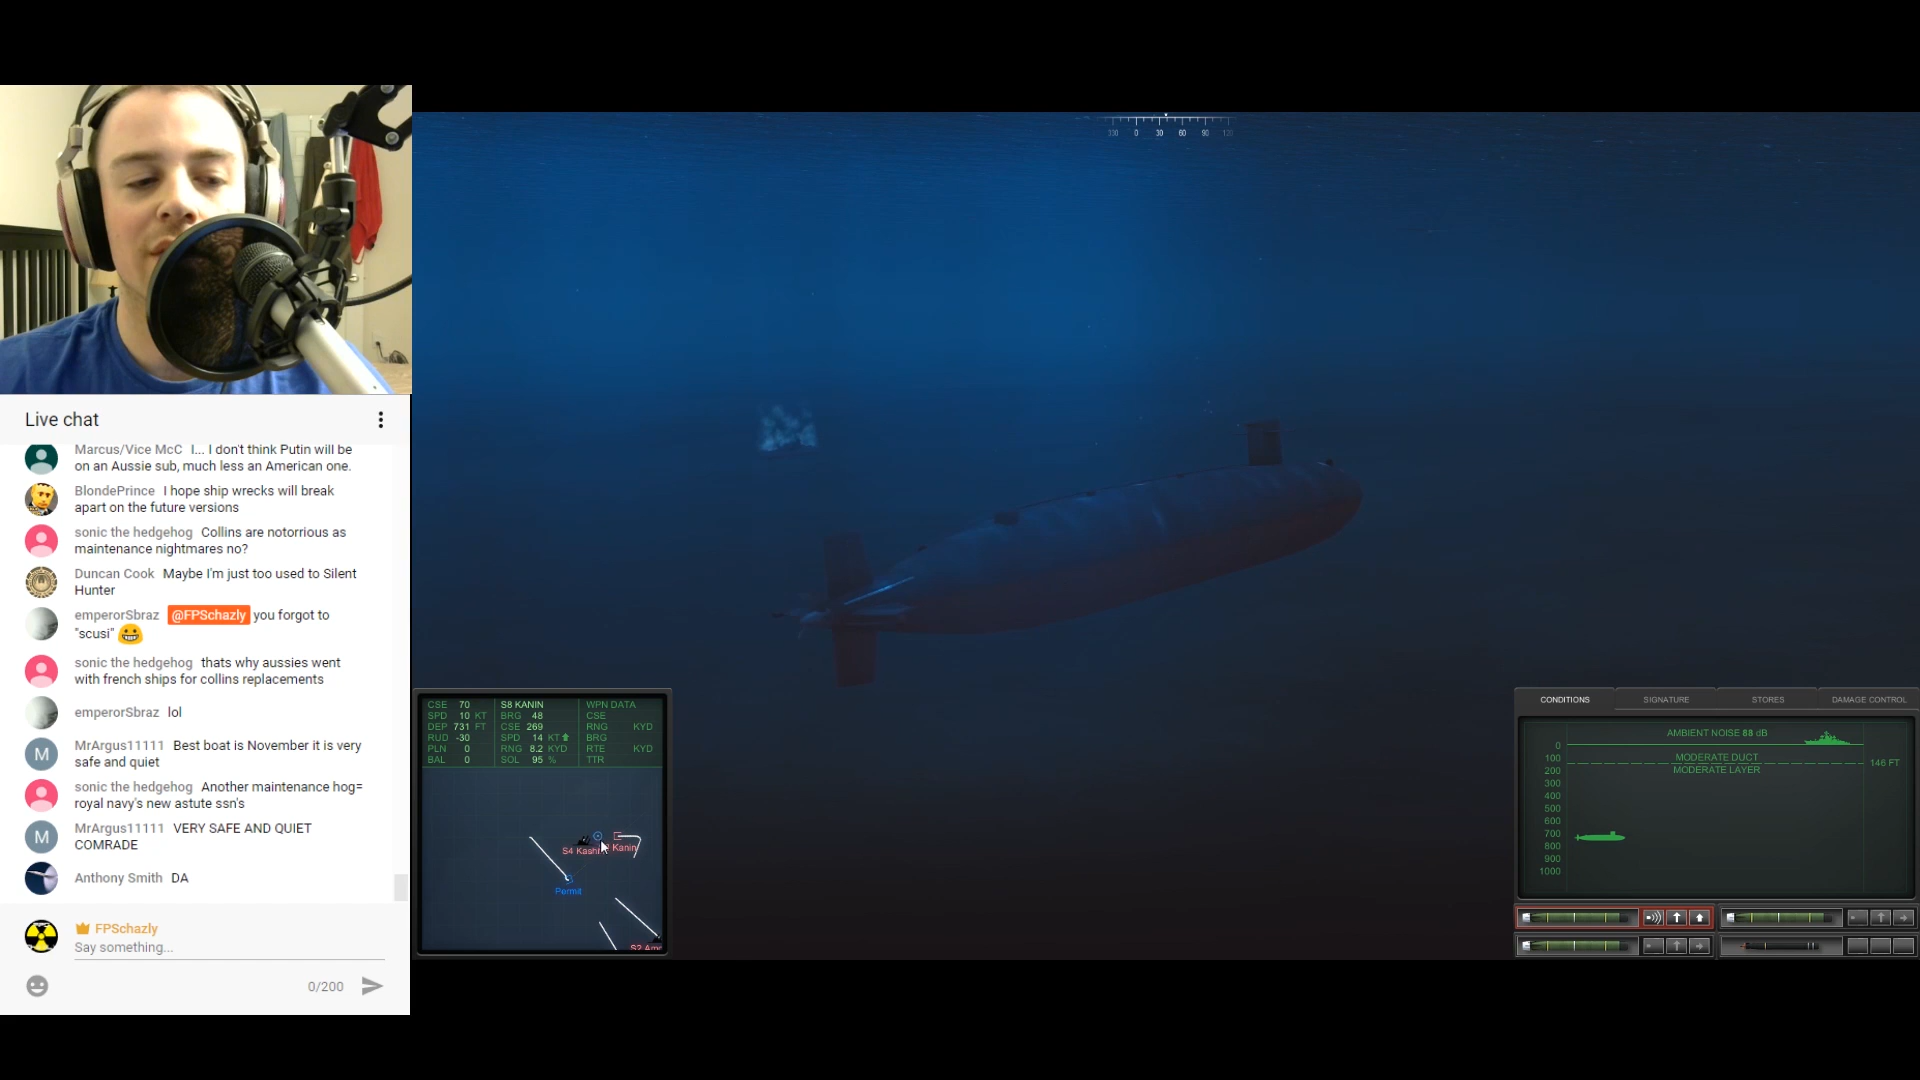 330 0 30 60 90 120
Live chat
Marcus/Vice McC I... I don't think Putin will be
on an Aussie sub, much less an American one.
BlondePrince I hope ship wrecks will break
apart on the future versions
sonic the hedgehog Collins are notorrious as
maintenance nightmares no?
Duncan Cook Maybe I'm just too used to Silent
Hunter
emperorSbraz @FPSchazly you forgot to
"scusi"
sonic the hedgehog thats why aussies went
with french ships for collins replacements
emperorSbraz lol
M MrArgus11111 Best boat is November it is very
safe and quiet
sonic the hedgehog Another maintenance hog=
royal navy's new astute ssn's
M MrArgus11111 VERY SAFE AND QUIET
COMRADE
Anthony Smith DA
FPSchazly
Say something...
0/200
CSE 70 S8 KANIN WPN DATA
SPD 10 KT BRG 48 CSE
DEP 731 FT CSE 269 RNG KYD
RUD -30 SPD 14 KT BRG
PLN 0 RNG 8.2 KYD RTE KYD
BAL 0 SOL 95 % TTR
S4 Kashi Kanin
Permit
S2 Amg
CONDITIONS SIGNATURE STORES DAMAGE CONTROL
AMBIENT NOISE 88 dB
0
100 MODERATE DUCT
146 FT
200 MODERATE LAYER
300
400
500
600
700
800
900
1000